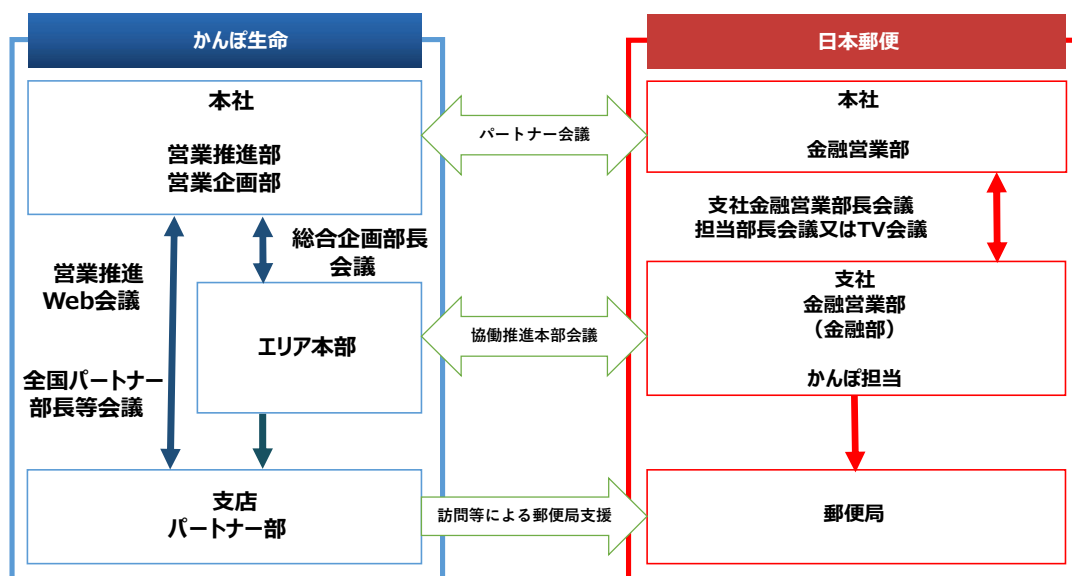 かんぽ生命
日本郵便
本社
営業推進部
営業企画部
パートナー会議
本社
金融営業部
総合企画部長
会議
営業推進
Web会議
支社金融営業部長会議
担当部長会議又はTV会議
エリア本部
協働推進本部会議
支社
金融営業部
（金融部）
かんぽ担当
全国パートナー
部長等会議
支店
パートナー部
訪問等による郵便局支援
郵便局